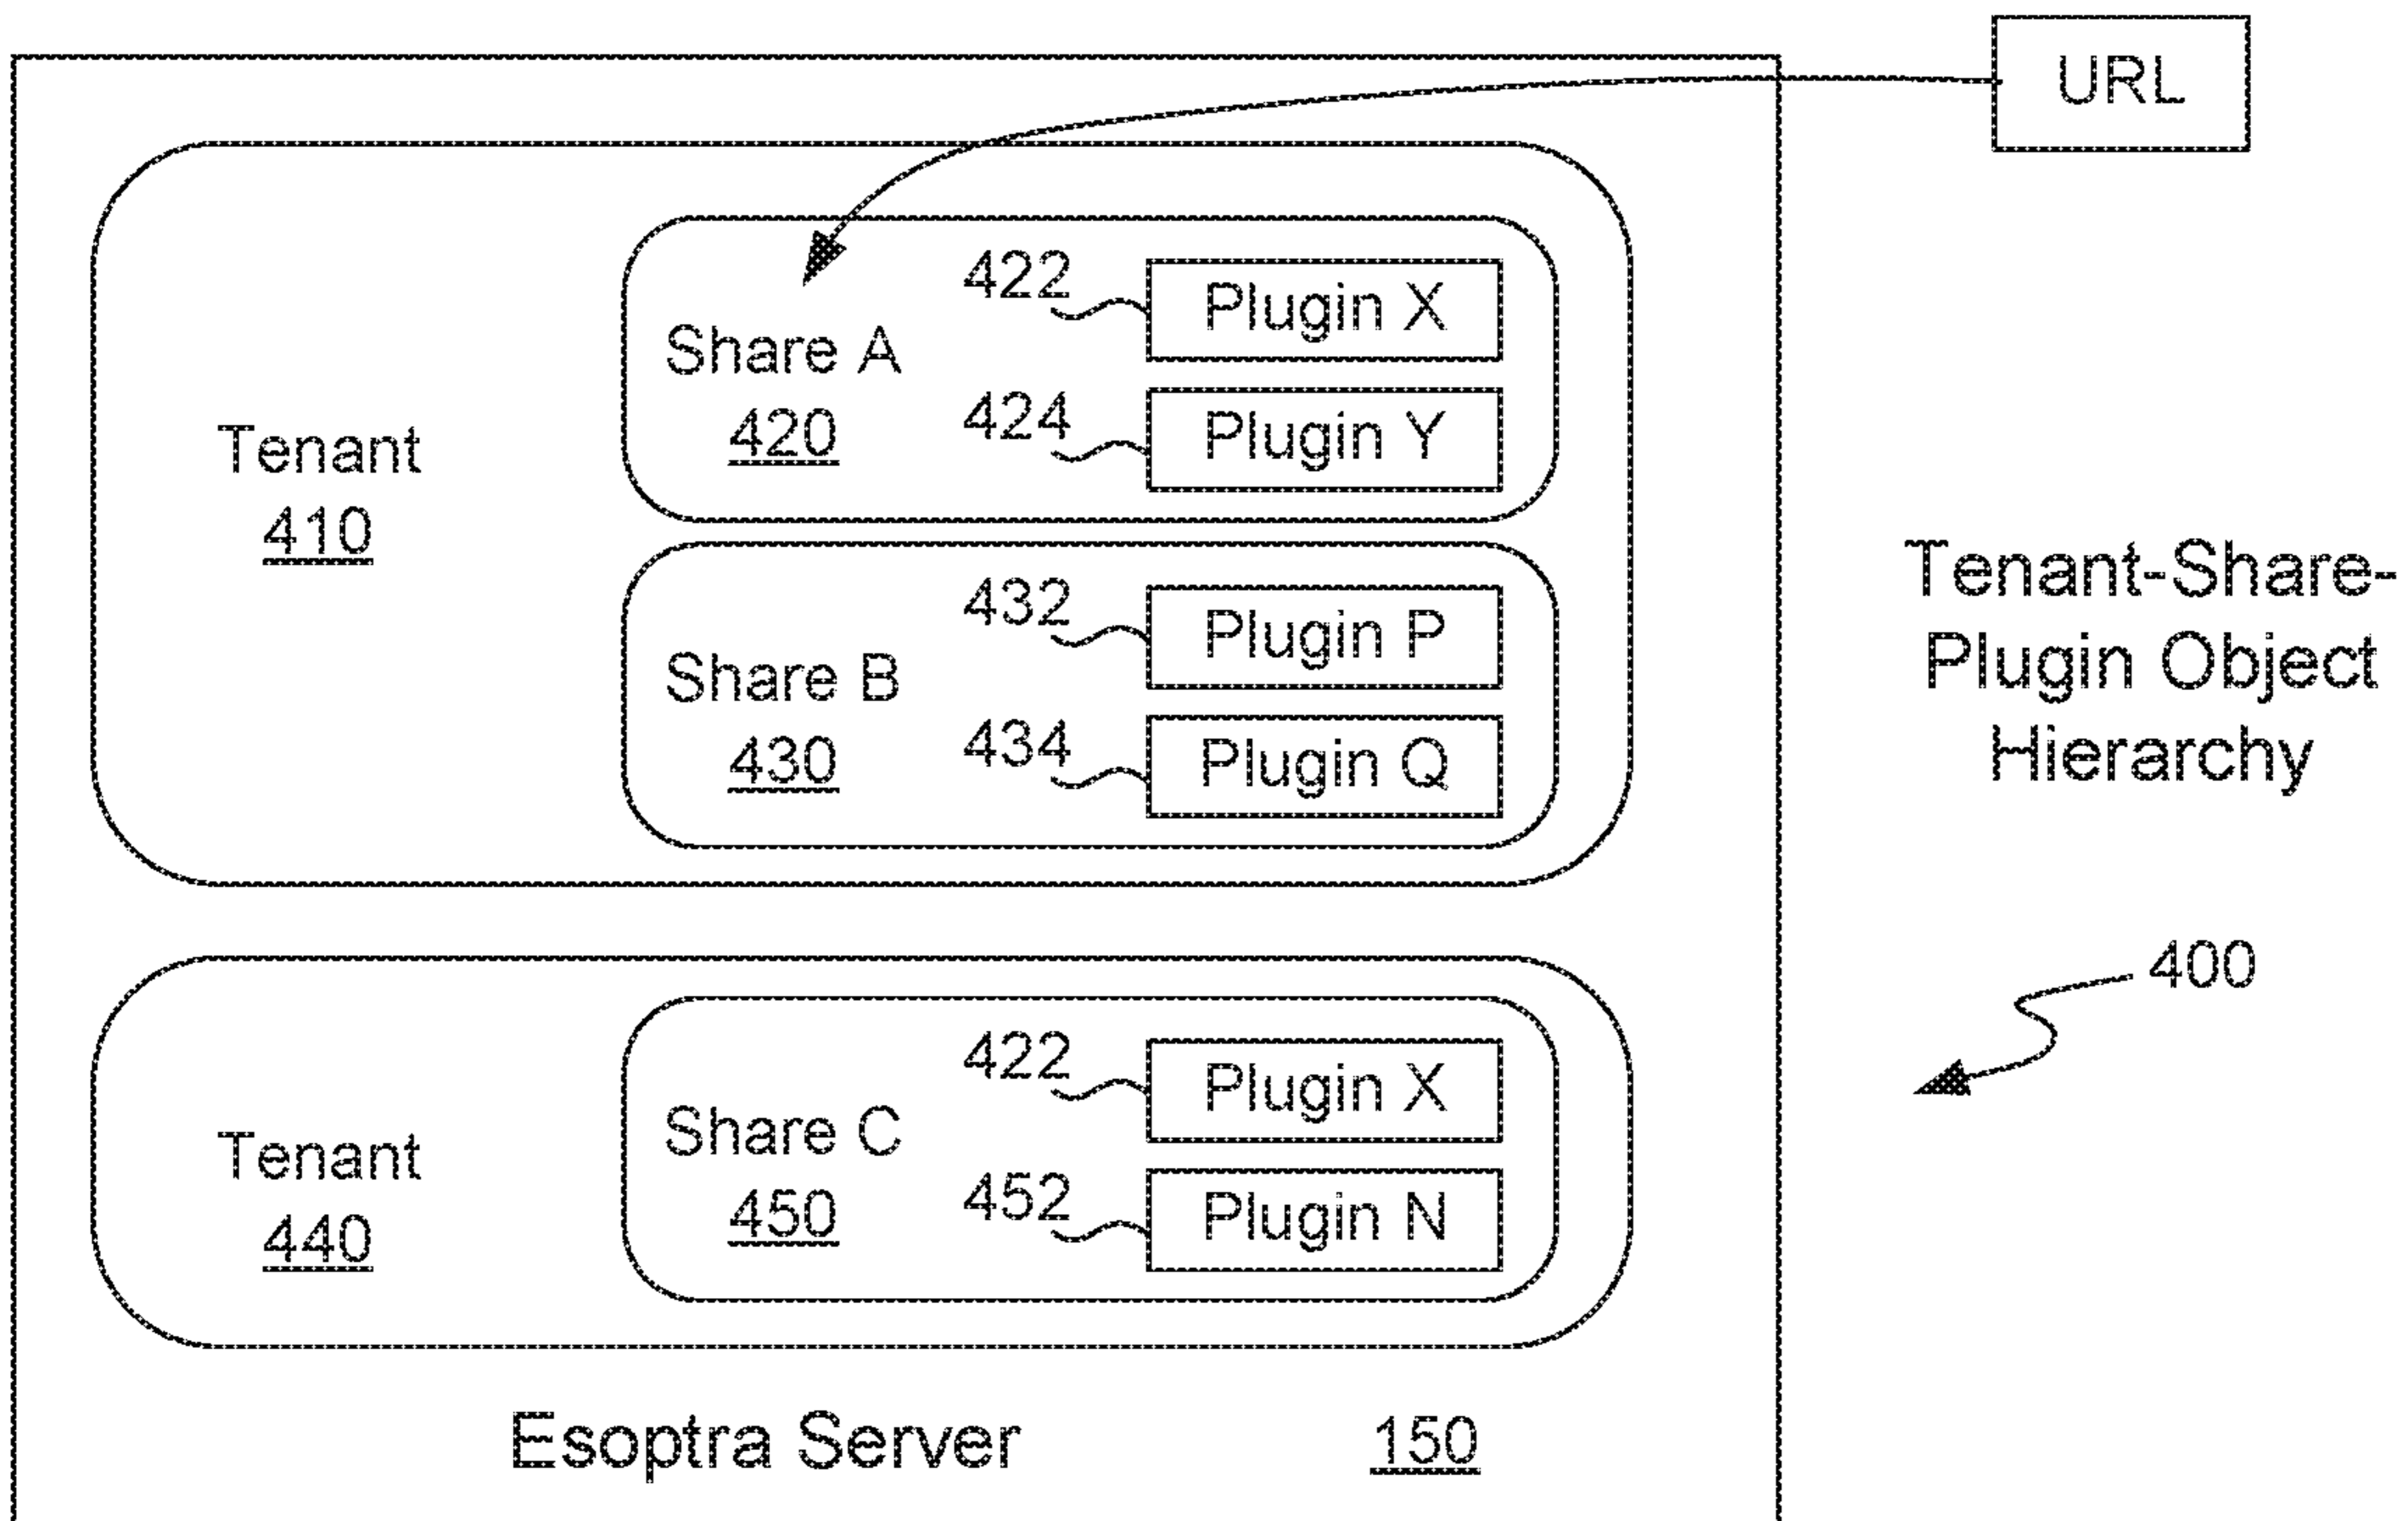 URL
422
Plugin X
Share A
420
424
Plugin Y
Tenant
410
432
Plugin P
Share B
430
434
Plugin Q
Tenant-Share-
Plugin Object
Hierarchy
400
422
Plugin X
Share C
450
452
Plugin N
Tenant
440
Esoptra Server
150